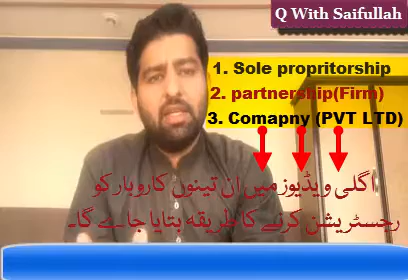 Q With Saifullah
1. Sole propritorship
2. partnership(Firm)
3. Comapny (PVT LTD)
اگلی ویڈیوز میں ان تینوں کاروبار کو
رجسٹریشن کرنے کا طریقہ بتایا جاۓ گا۔